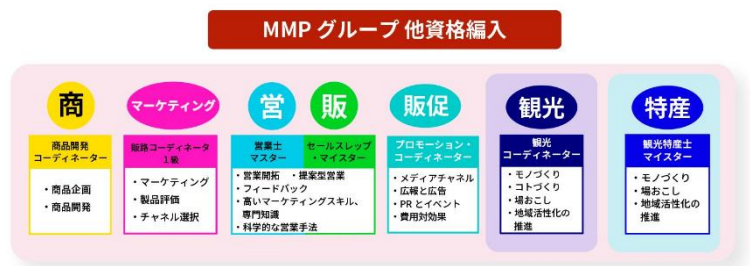 MMP グループ 他資格編入
商
商品開発
コーディネーター
・商品企画
・商品開発
マーケティング
販路コーディネータ
1級
・マーケティング
・製品評価
・チャネル選択
営
販
営業士
マスター
セールスレップ
・マイスター
・営業開拓 ・提案型営業
・フィードバック
・高いマーケティングスキル、
専門知識
・科学的な営業手法
販促
プロモーション・
コーディネーター
・メディアチャネル
・広報と広告
・PR とイベント
・費用対効果
観光
観光
コーディネーター
・モノづくり
・コトづくり
・場おこし
・地域活性化の
推進
特産
観光特産士
マイスター
・モノづくり
・場おこし
・地域活性化の
推進